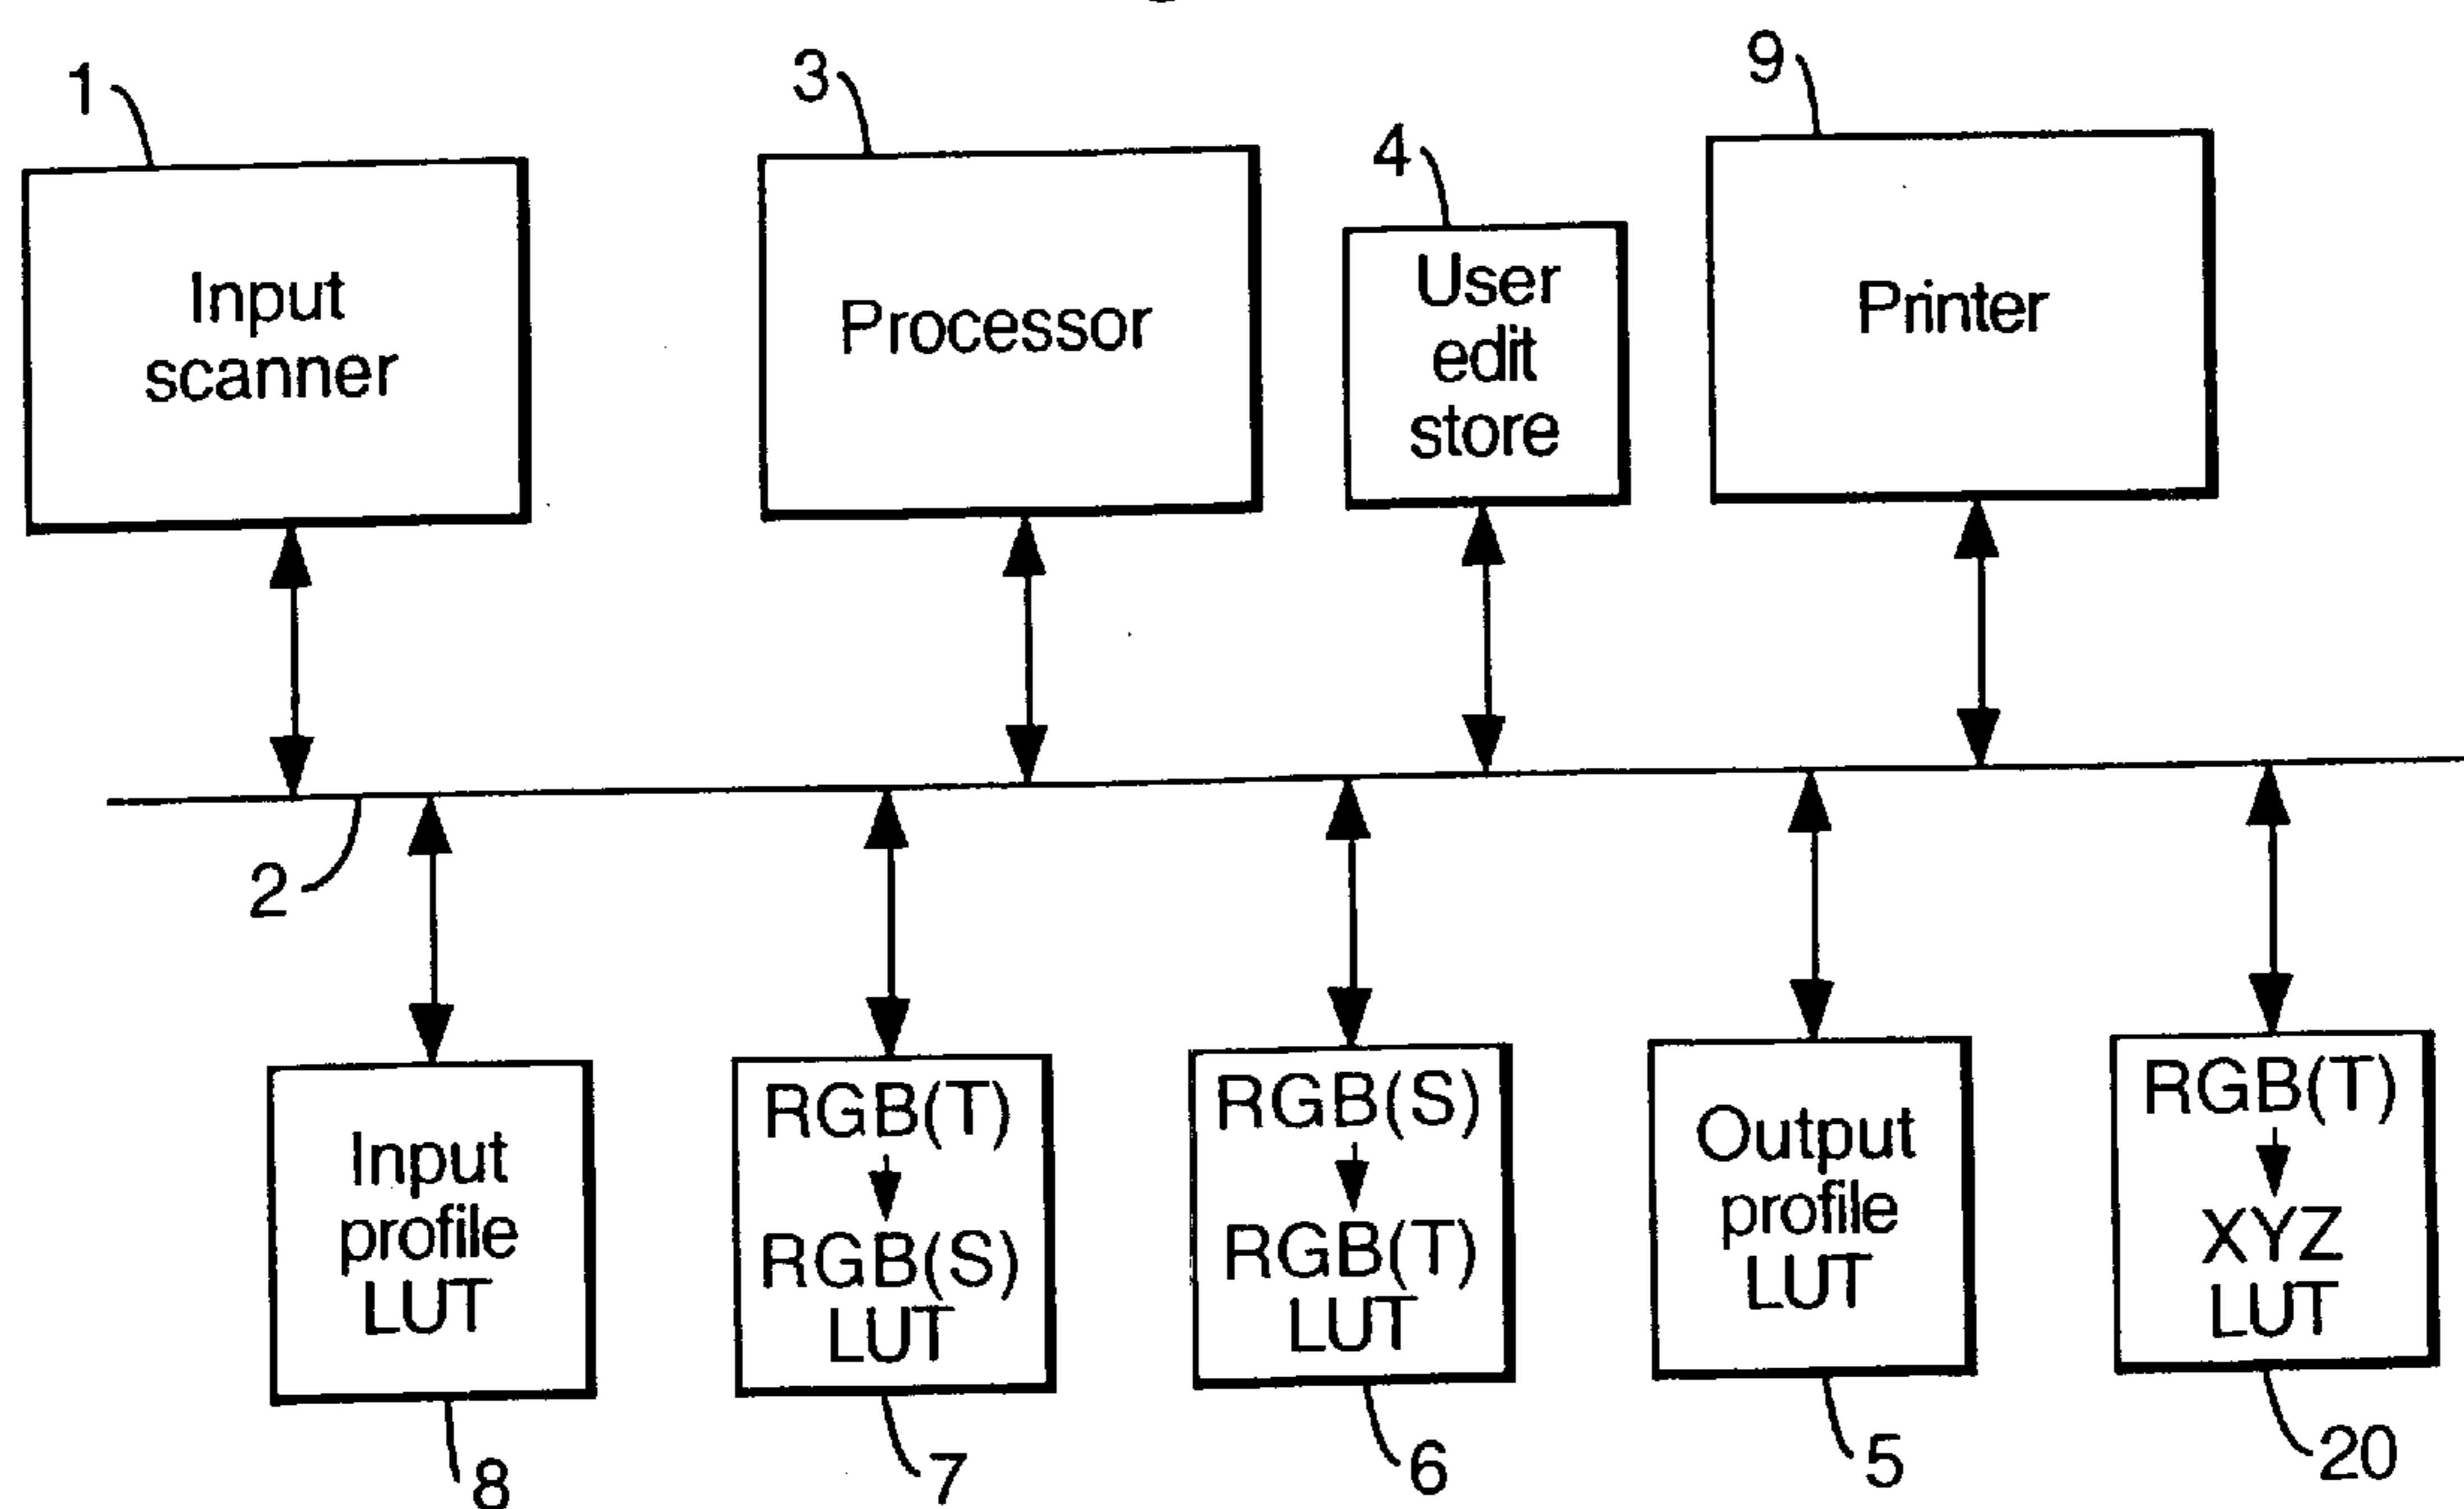 1
3
4
9
Input
scanner
Processor
User
edit
store
Printer
2
Input
profile
LUT
RGB(T)
RGB(S)
LUT
RGB(S)
RGB(T)
LUT
Output
profile
LUT
RGB(T)
XYZ
LUT
8
7
6
5
20